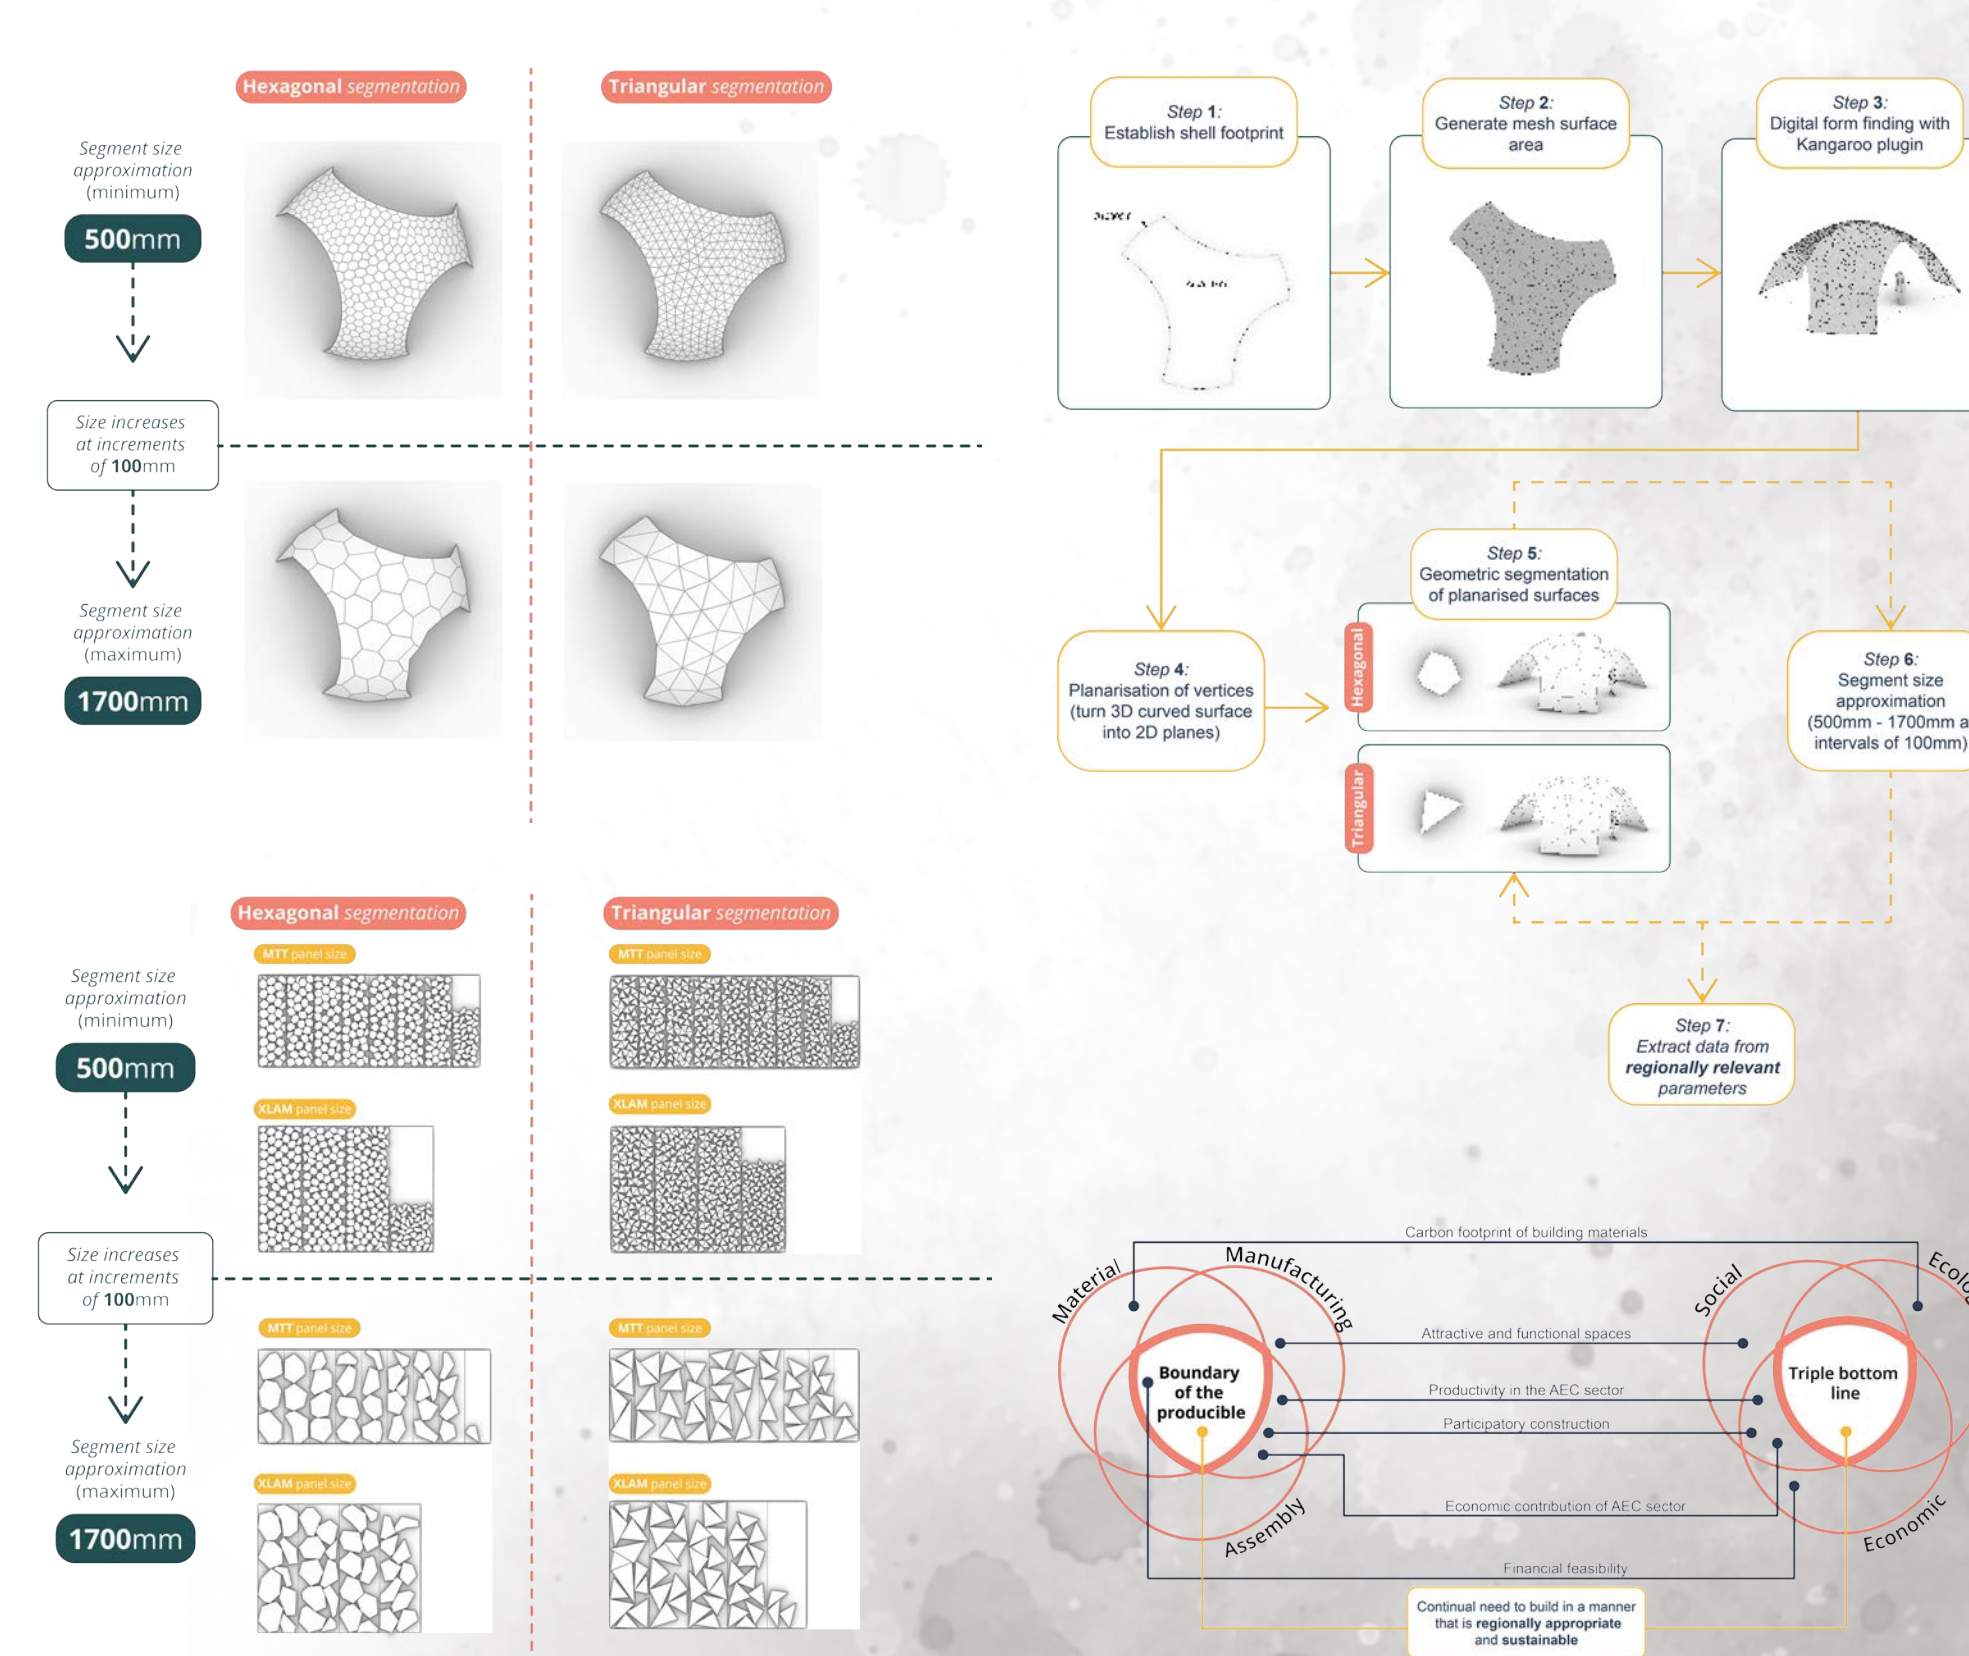 Hexagonal segmentation
Triangular segmentation
Segment size
approximation
(minimum)
500mm
Size increases
at increments
of 100mm
Segment size
approximation
(maximum)
1700mm
Hexagonal segmentation
Triangular segmentation
MTT panel size
MTT panel size
Segment size
approximation
(minimum)
500mm
XLAM panel size
XLAM panel size
Size increases
at increments
of 100mm
MTT panel size
MTT panel size
Segment size
approximation
(maximum)
1700mm
XLAM panel size
XLAM panel size
Step 1:
Establish shell footprint
Step 2:
Generate mesh surface
area
Step 3:
Digital form finding with
Kangaroo plugin
Step 4:
Planarisation of vertices
(turn 3D curved surface
into 2D planes)
Step 5:
Geometric segmentation
of planarised surfaces
Hexagonal
Triangular
Step 6:
Segment size
approximation
(500mm - 1700mm a
intervals of 100mm)
Step 7:
Extract data from
regionally relevant
parameters
Carbon footprint of building materials
Material
Manufacturing
Social
Ecolog
Attractive and functional spaces
Boundary
of the
producible
Triple bottom
line
Productivity in the AEC sector
Participatory construction
Economic contribution of AEC sector
Assembly
Economic
Financial feasibility
Continual need to build in a manner
that is regionally appropriate
and sustainable